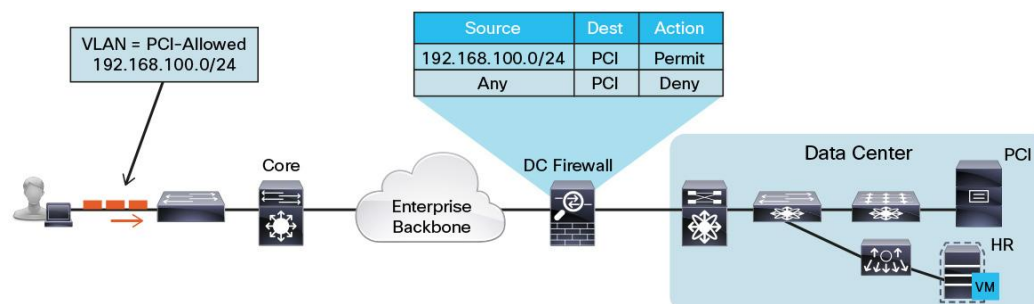 VLAN = PCI-Allowed
192.168.100.0/24
Source Dest Action
192.168.100.0/24 PCI Permit
Any PCI Deny
Core
Enterprise
Backbone
DC Firewall
Data Center
PCI
HR
VM